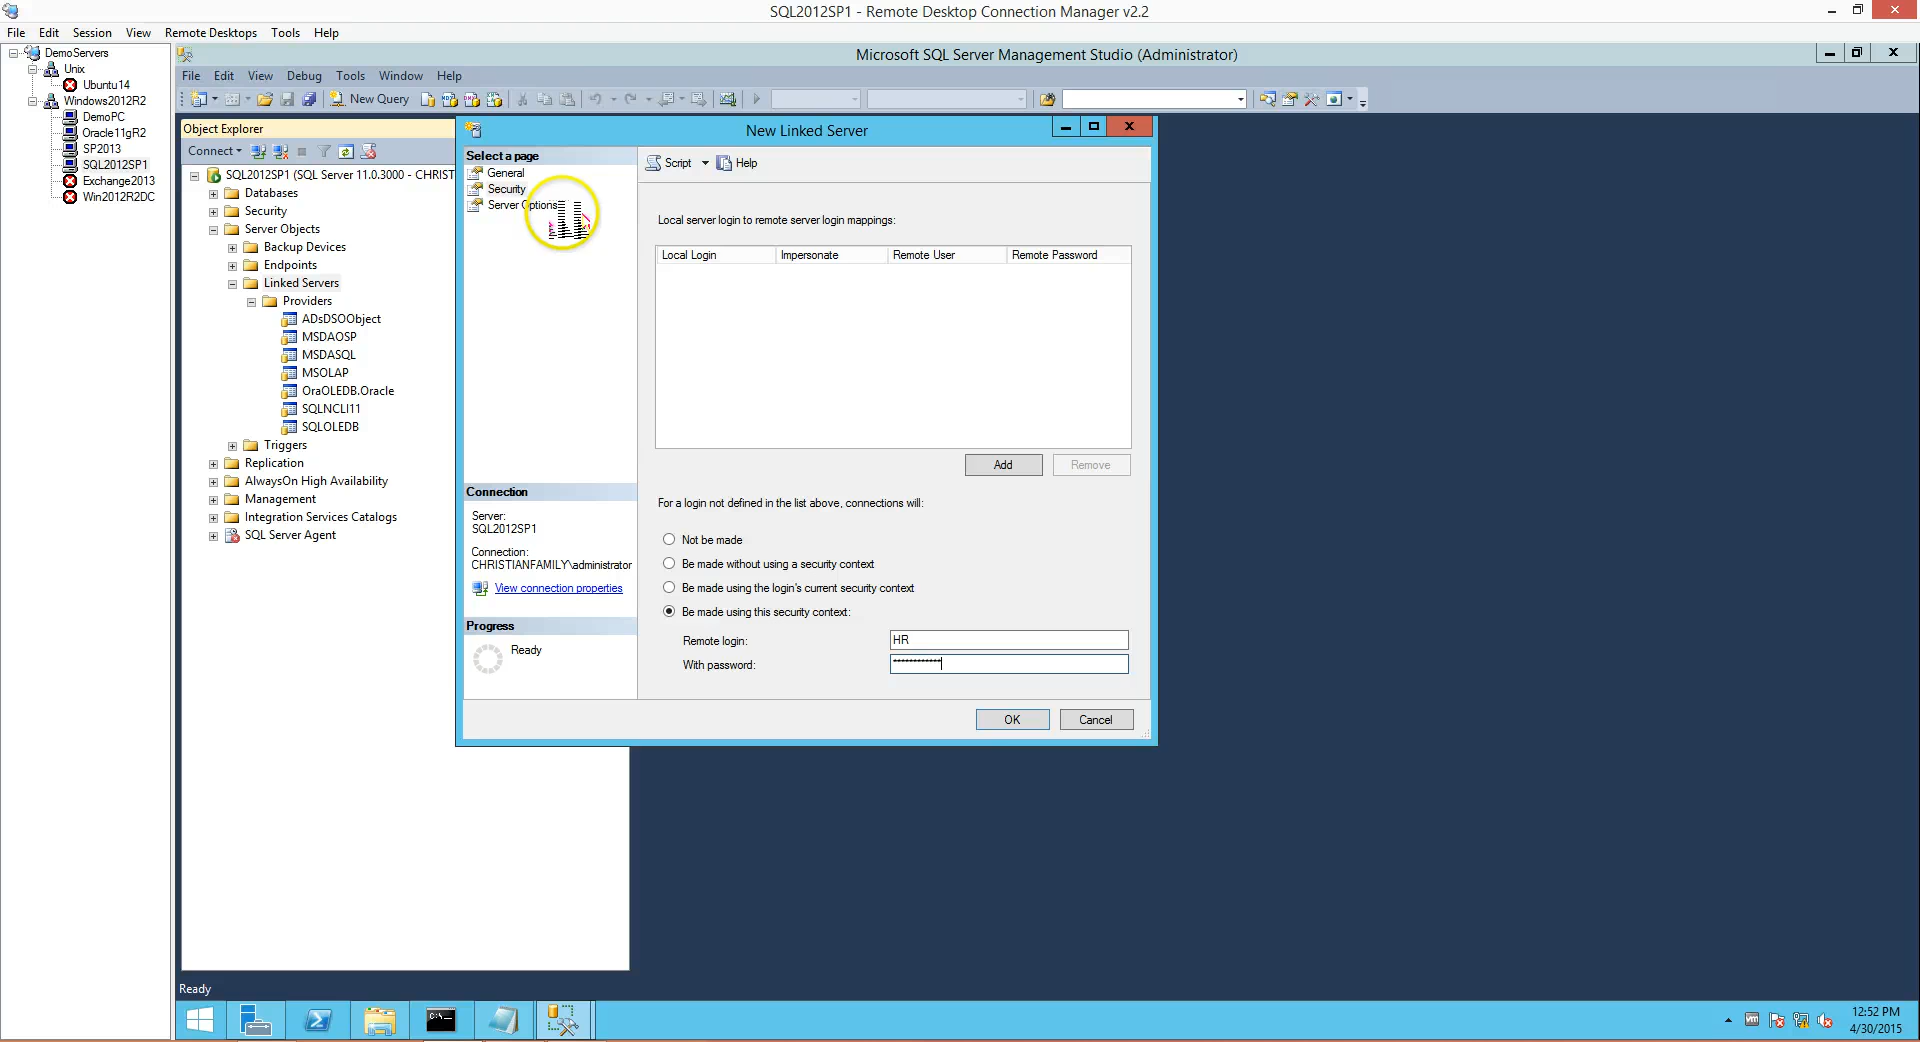 SQL2012SP1 - Remote Desktop Connection Manager v2.2
File Edit Session View Remote Desktops Tools Help
DemoServers
Unix
Ubuntu14
Windows2012R2
DemoPC
Oracle11gR2
SP2013
SQL2012SP1
Exchange2013
Win2012R2DC
Microsoft SQL Server Management Studio (Administrator)
File Edit View Debug Tools Window Help
New Query
Object Explorer
Connect
SQL2012SP1 (SQL Server 11.0.3000 - CHRIST
Databases
Security
Server Objects
Backup Devices
Endpoints
Linked Servers
Providers
ADsDSOObject
MSDAOSP
MSDASQL
MSOLAP
OraOLEDB.Oracle
SQLNCLI11
SQLOLEDB
Triggers
Replication
AlwaysOn High Availability
Management
Integration Services Catalogs
SQL Server Agent
New Linked Server
Select a page
General
Security
Server Options
Script Help
Local server login to remote server login mappings:
Local Login Impersonate Remote User Remote Password
Add Remove
For a login not defined in the list above, connections will:
Not be made
Be made without using a security context
Be made using the login's current security context
Be made using this security context:
Remote login: HR
With password: ************
Connection
Server:
SQL2012SP1
Connection:
CHRISTIANFAMILY\administrator
View connection properties
Progress
Ready
OK Cancel
Ready
12:52 PM
4/30/2015